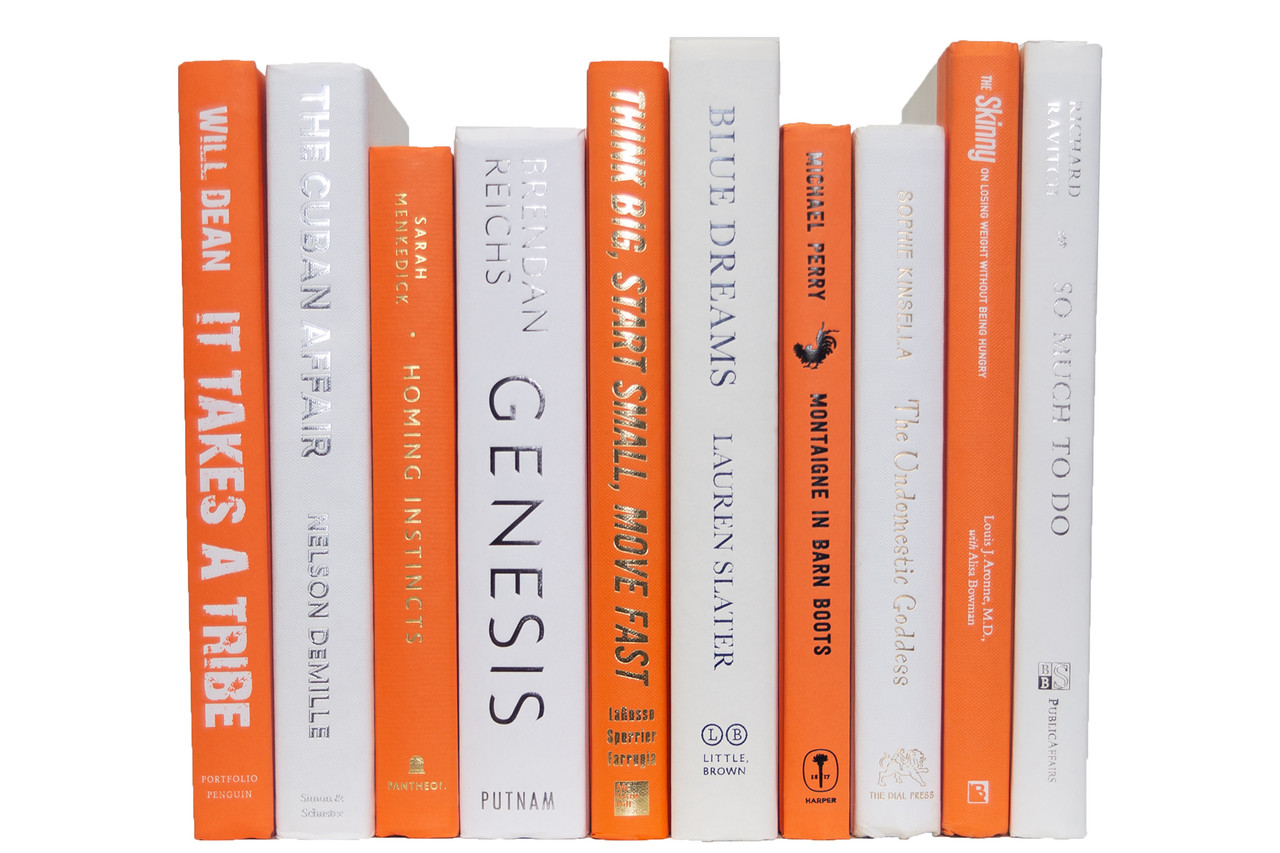 WILL DEAN IT TAKES A TRIBE
PORTFOLIO
PENGUIN
THE CUBAN AFFAIR NELSON DEMILLE
Simon &
Schuster
SARAH
MENKEDICK
• HOMING INSTINCTS
PANTHEON
BRENDAN
REICHS
GENESIS
PUTNAM
THINK BIG, START SMALL, MOVE FAST
LaRusso
Spurrier
Farrugia
BLUE DREAMS LAUREN SLATER
L B
LITTLE,
BROWN
MICHAEL PERRY MONTAIGNE IN BARN BOOTS
18 17
HARPER
SOPHIE KINSELLA The Undomestic Goddess
THE DIAL PRESS
THE Skinny ON LOSING WEIGHT WITHOUT BEING HUNGRY
Louis J. Aronne, M.D.,
with Alisa Bowman
B
RICHARD
RAVITCH
SO MUCH TO DO
B S
B B
PUBLICAFFAIRS